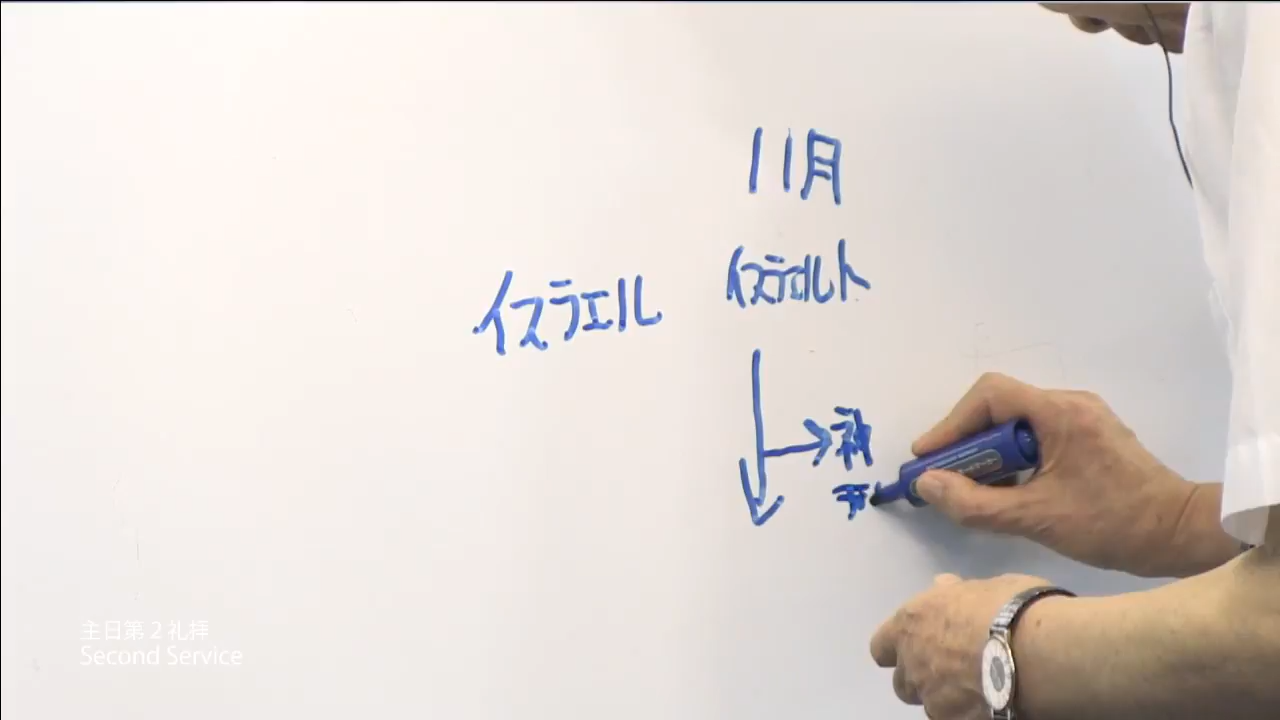 11月
イスラエル
イスラエルト
神
主日第2礼拝
Second Service